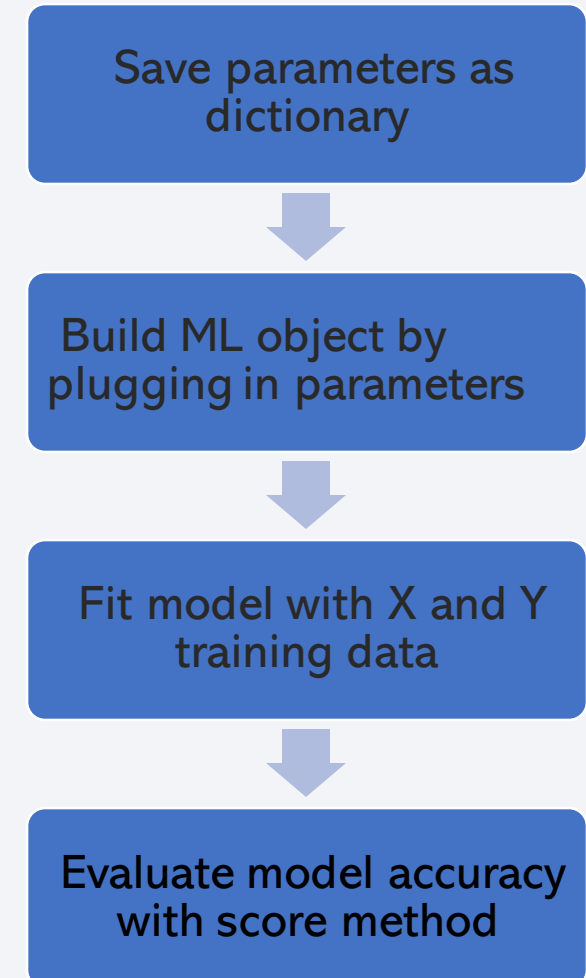 Save parameters as
dictionary
Build ML object by
plugging in parameters
Fit model with X and Y
training data
Evaluate model accuracy
with score method